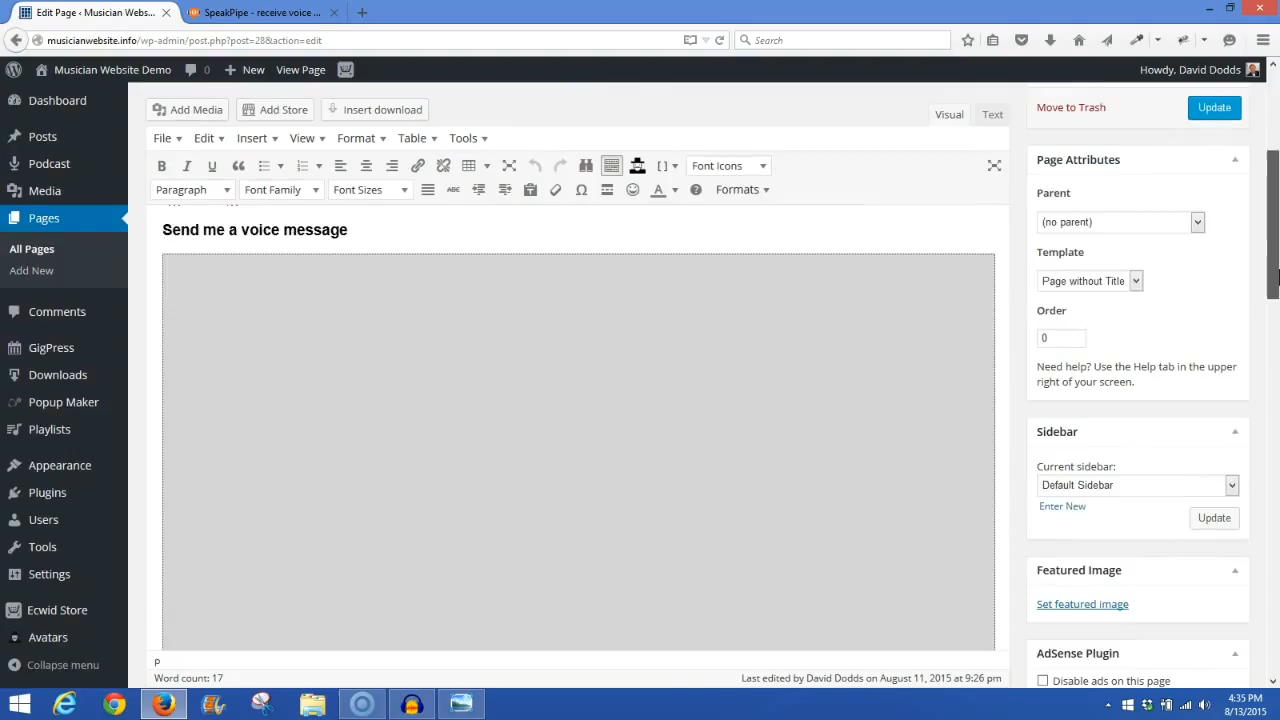 Edit Page ‹ Musician Webs...
SpeakPipe - receive voice ...
musicianwebsite.info/wp-admin/post.php?post=28&action=edit
Search
Musician Website Demo
0
New
View Page
Howdy, David Dodds
Dashboard
Posts
Podcast
Media
Pages
All Pages
Add New
Comments
GigPress
Downloads
Popup Maker
Playlists
Appearance
Plugins
Users
Tools
Settings
Ecwid Store
Avatars
Collapse menu
Add Media
Add Store
Insert download
Visual
Text
File
Edit
Insert
View
Format
Table
Tools
Font Icons
Paragraph
Font Family
Font Sizes
ABC
Formats
Send me a voice message
P
Word count: 17
Last edited by David Dodds on August 11, 2015 at 9:26 pm
Move to Trash
Update
Page Attributes
Parent
(no parent)
Template
Page without Title
Order
0
Need help? Use the Help tab in the upper
right of your screen.
Sidebar
Current sidebar:
Default Sidebar
Enter New
Update
Featured Image
Set featured image
AdSense Plugin
Disable ads on this page
4:35 PM
8/13/2015